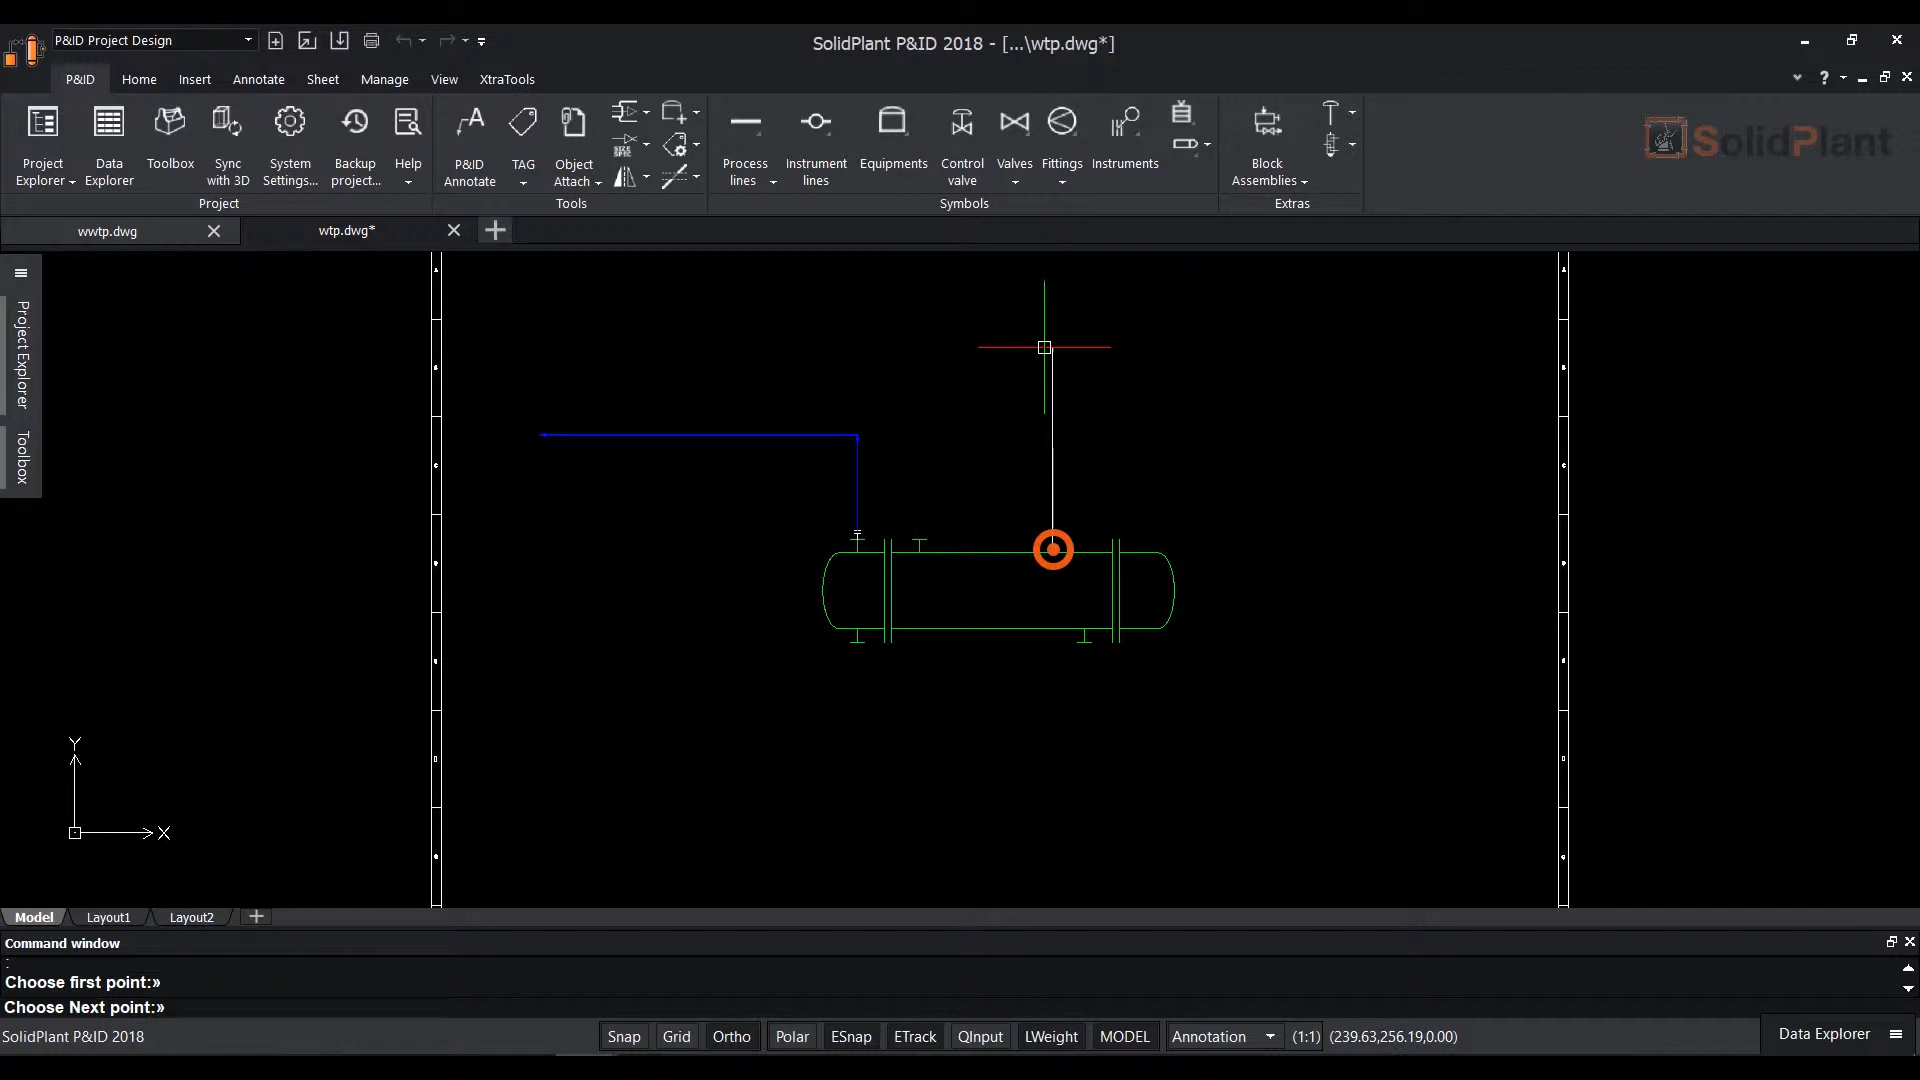 P&ID Project Design
SolidPlant P&ID 2018 - [...\wtp.dwg*]
P&ID Home Insert Annotate Sheet Manage View XtraTools
Project Explorer
Data Explorer
Toolbox
Sync with 3D
System Settings...
Backup project...
Help
Project
P&ID Annotate
TAG
Object Attach
Tools
Process lines
Instrument lines
Equipments
Control valve
Valves
Fittings
Instruments
Symbols
Block Assemblies
Extras
SolidPlant
wwtp.dwg
wtp.dwg*
Project Explorer
Toolbox
Y
X
Model Layout1 Layout2
Command window
:
Choose first point:»
Choose Next point:»
SolidPlant P&ID 2018
Snap Grid Ortho Polar ESnap ETrack QInput LWeight MODEL Annotation (1:1) (239.63,256.19,0.00)
Data Explorer